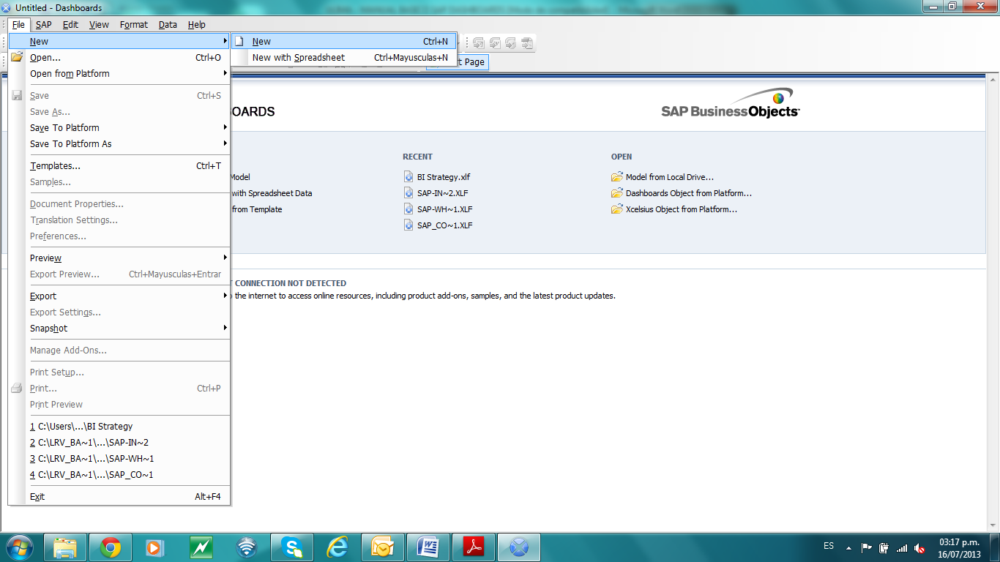 Untitled - Dashboards
File SAP Edit View Format Data Help
New
New Ctrl+N
Open... Ctrl+O
New with Spreadsheet Ctrl+Mayusculas+N
Page
Open from Platform
Save Ctrl+S
Save As...
Save To Platform
Save To Platform As
Templates... Ctrl+T
Samples...
Document Properties...
Translation Settings...
Preferences...
Preview
Export Preview... Ctrl+Mayusculas+Entrar
Export
Export Settings...
Snapshot
Manage Add-Ons...
Print Setup...
Print... Ctrl+P
Print Preview
1 C:\Users\...\BI Strategy
2 C:\LRV_BA~1\...\SAP-IN~2
3 C:\LRV_BA~1\...\SAP-WH~1
4 C:\LRV_BA~1\...\SAP_CO~1
Exit Alt+F4
BOARDS
SAP BusinessObjects™
Model
with Spreadsheet Data
from Template
RECENT
BI Strategy.xlf
SAP-IN~2.XLF
SAP-WH~1.XLF
SAP_CO~1.XLF
OPEN
Model from Local Drive...
Dashboards Object from Platform...
Xcelsius Object from Platform...
T CONNECTION NOT DETECTED
o the internet to access online resources, including product add-ons, samples, and the latest product updates.
ES
03:17 p.m.
16/07/2013